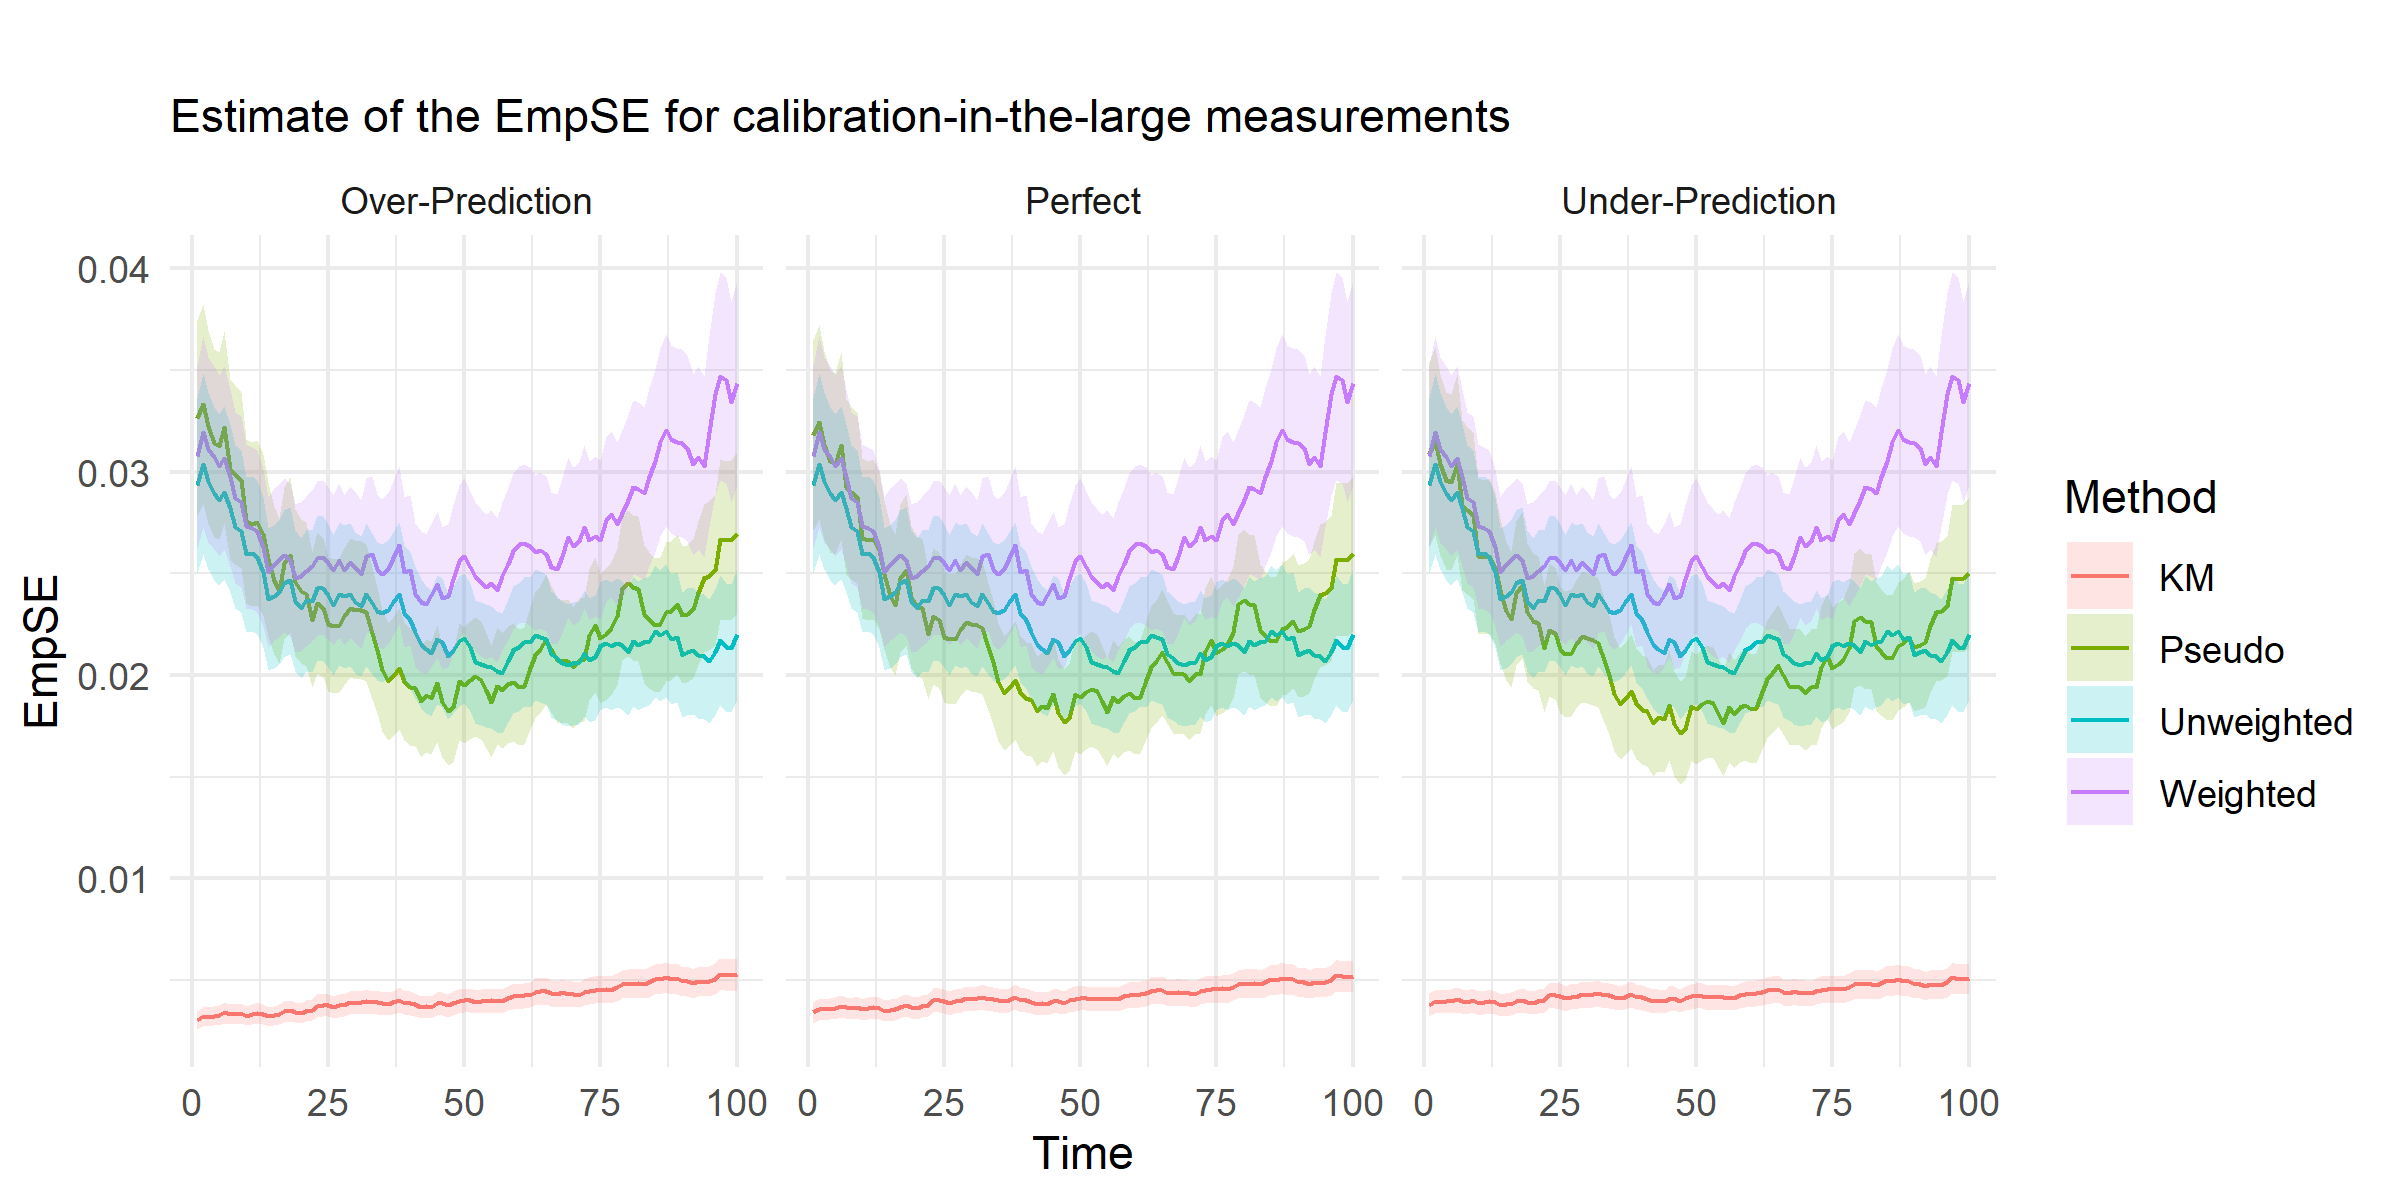 Estimate of the EmpSE for calibration-in-the-large measurements
Over-Prediction Perfect Under-Prediction
0.04
0.03
0.02
0.01
EmpSE
0 25 50 75 100 0 25 50 75 100 0 25 50 75 100
Time
Method
KM
Pseudo
Unweighted
Weighted